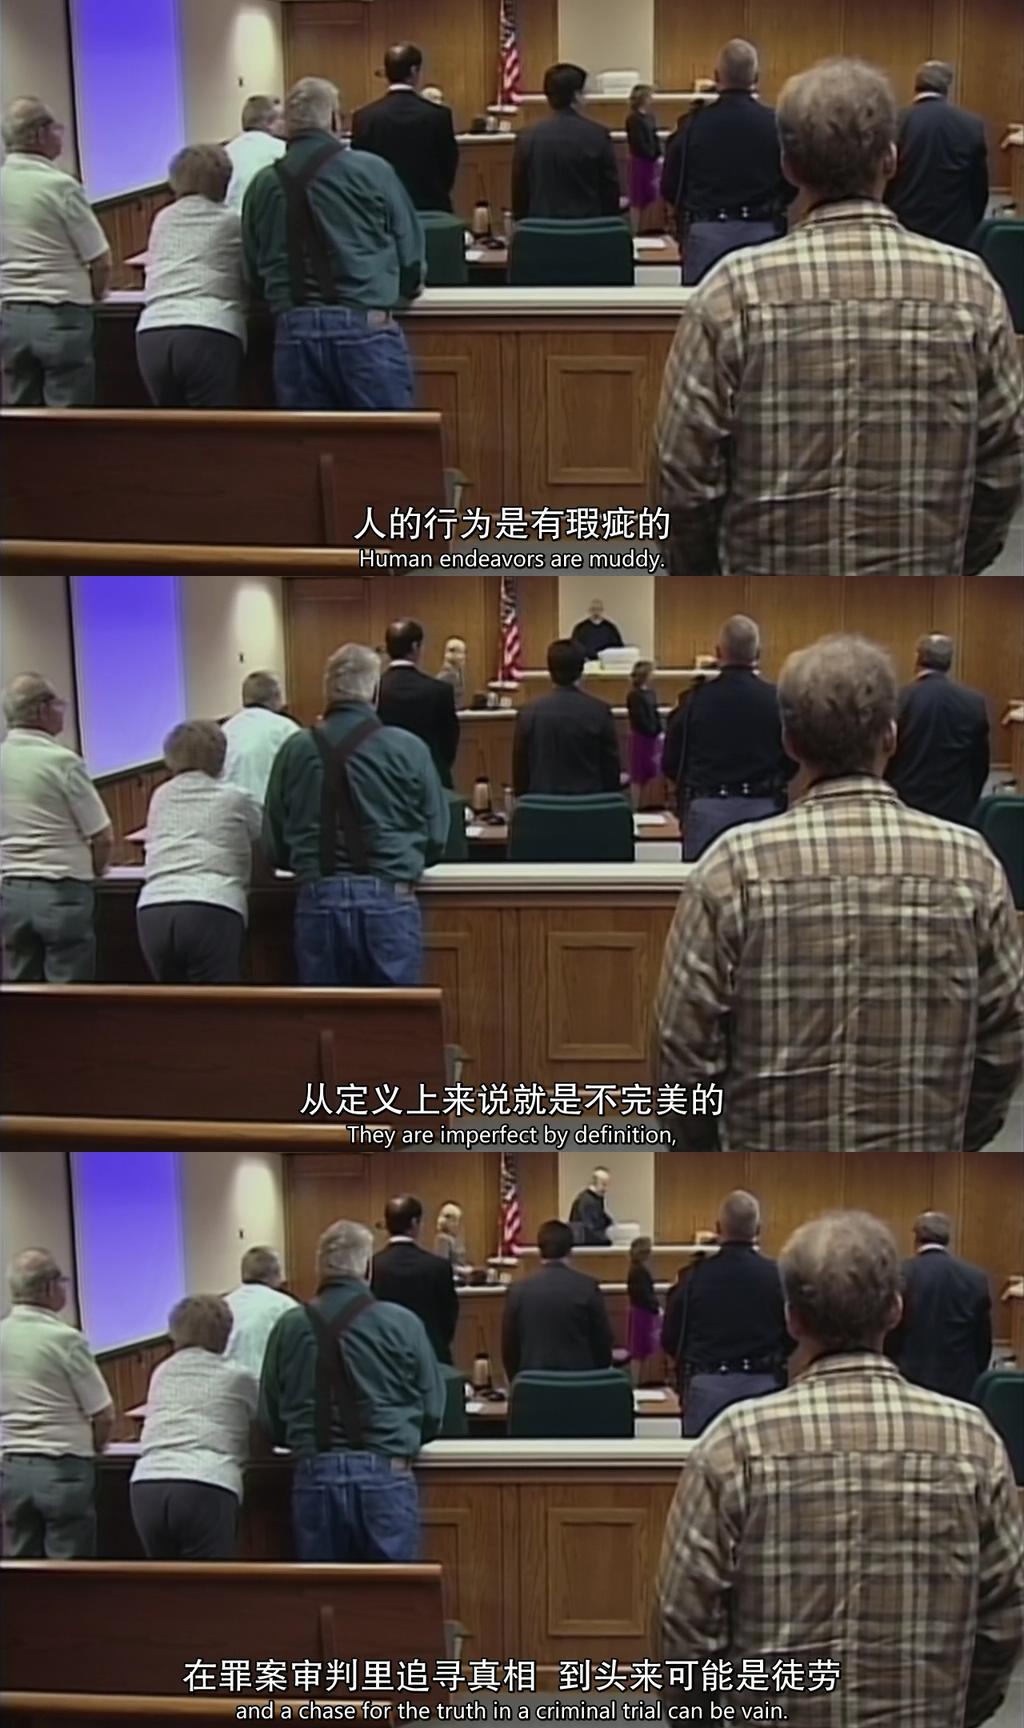 人的行为是有瑕疵的
Human endeavors are muddy.
从定义上来说就是不完美的
They are imperfect by definition,
在罪案审判里追寻真相 到头来可能是徒劳
and a chase for the truth in a criminal trial can be vain.